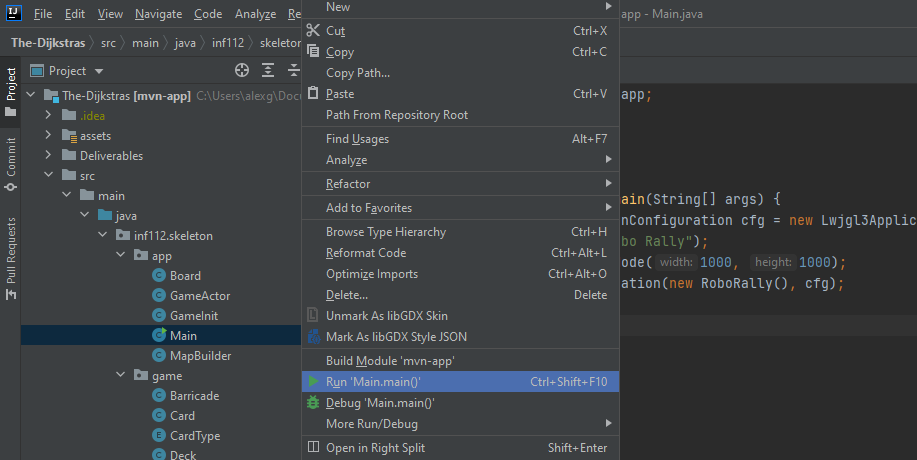 File Edit View Navigate Code Analyze Re app - Main.java
The-Dijkstras src main java inf112 skeleton
Project
Commit
Pull Requests
Project
The-Dijkstras [mvn-app] C:\Users\alexg\Docu
.idea
assets
Deliverables
src
main
java
inf112.skeleton
app
Board
GameActor
GameInit
Main
MapBuilder
game
Barricade
Card
CardType
Deck
New
Cut Ctrl+X
Copy Ctrl+C
Copy Path...
Paste Ctrl+V
Path From Repository Root
Find Usages Alt+F7
Analyze
Refactor
Add to Favorites
Browse Type Hierarchy Ctrl+H
Reformat Code Ctrl+Alt+L
Optimize Imports Ctrl+Alt+O
Delete... Delete
Unmark As libGDX Skin
Mark As libGDX Style JSON
Build Module 'mvn-app'
Run 'Main.main()' Ctrl+Shift+F10
Debug 'Main.main()'
More Run/Debug
Open in Right Split Shift+Enter
app;
ain(String[] args) {
nConfiguration cfg = new Lwjgl3Applic
bo Rally");
ode( width: 1000, height: 1000);
ation(new RoboRally(), cfg);